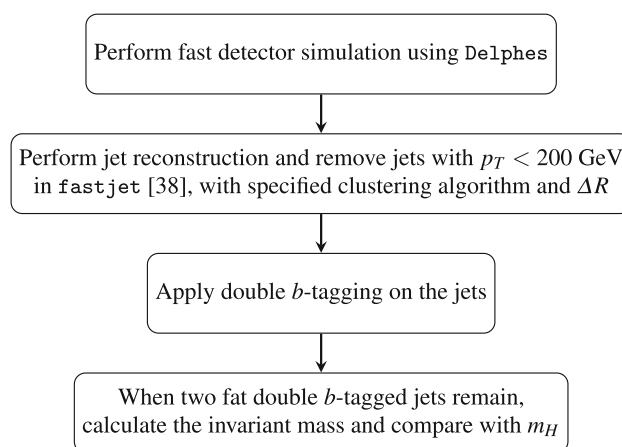 Perform fast detector simulation using Delphes
Perform jet reconstruction and remove jets with p_T < 200 GeV
in fastjet [38], with specified clustering algorithm and ΔR
Apply double b-tagging on the jets
When two fat double b-tagged jets remain,
calculate the invariant mass and compare with m_H